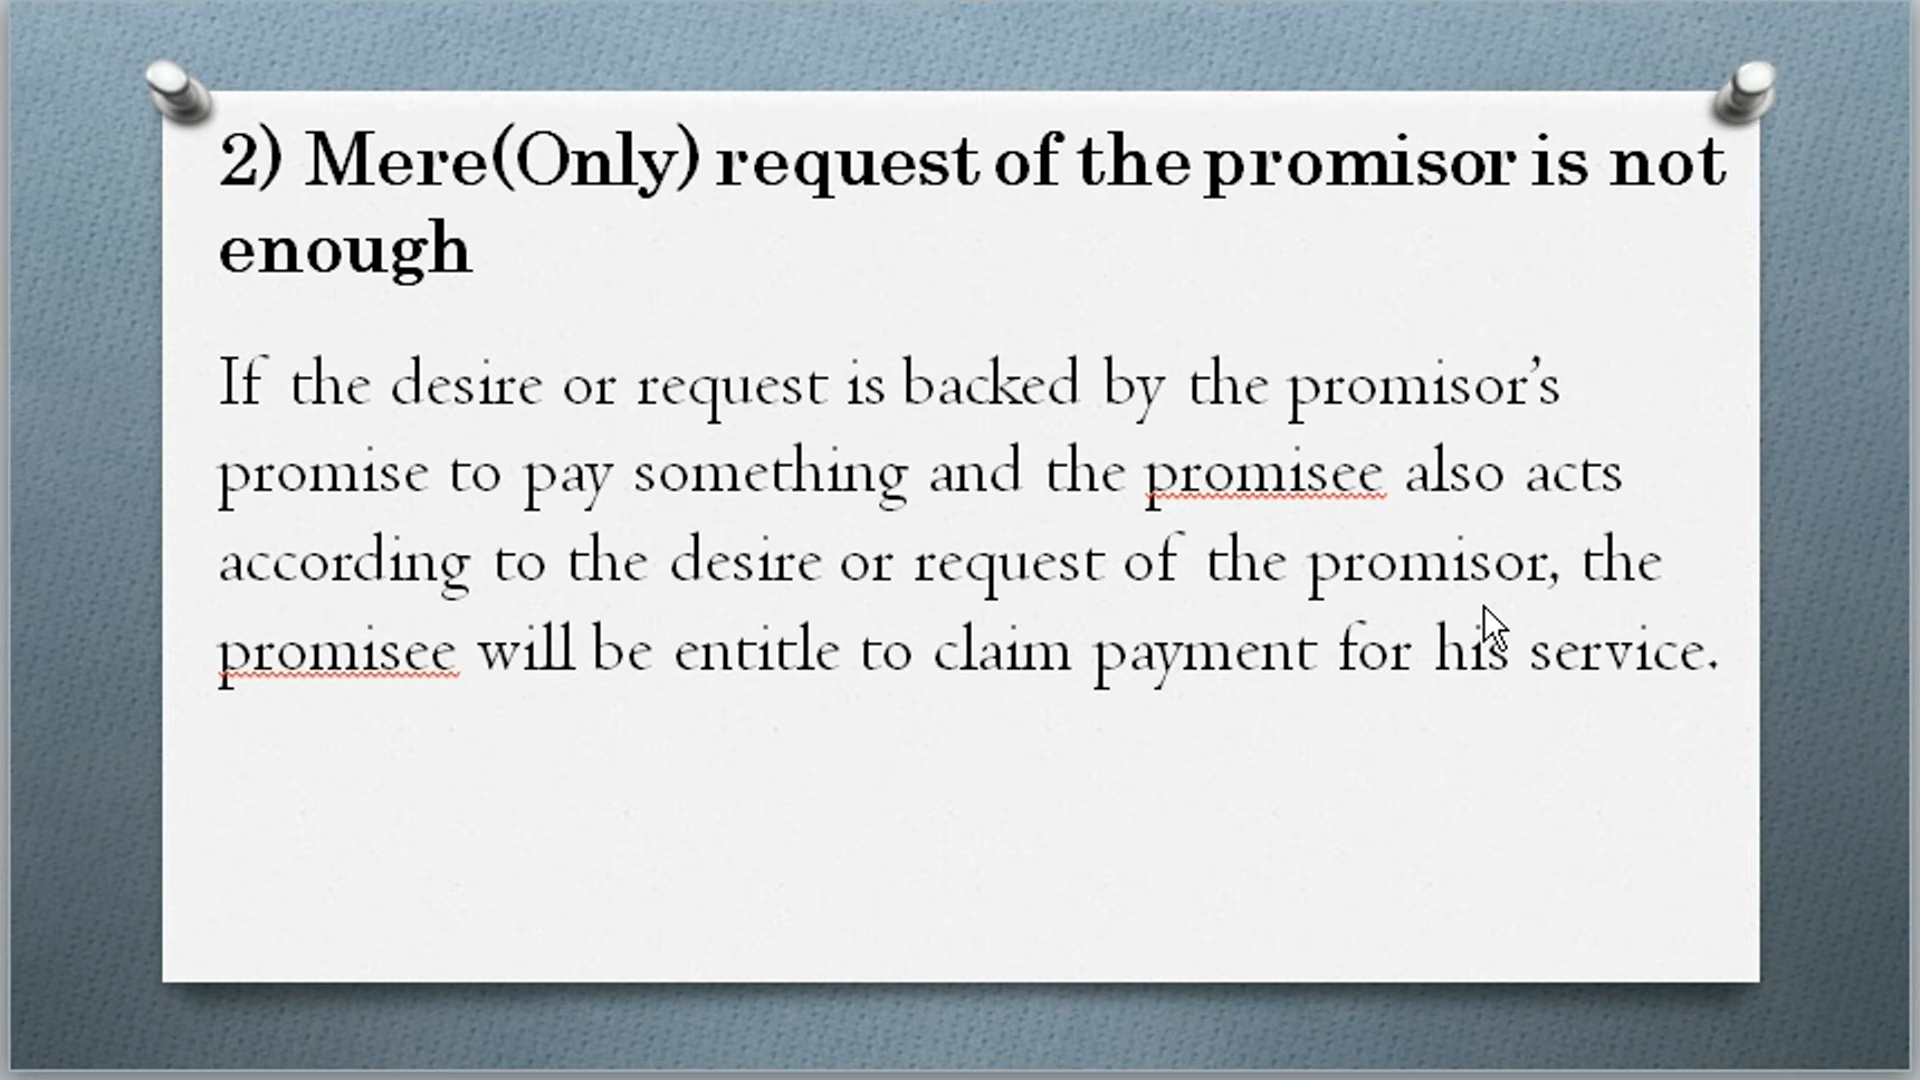 2) Mere(Only) request of the promisor is not
enough
If the desire or request is backed by the promisor’s
promise to pay something and the promisee also acts
according to the desire or request of the promisor, the
promisee will be entitle to claim payment for his service.